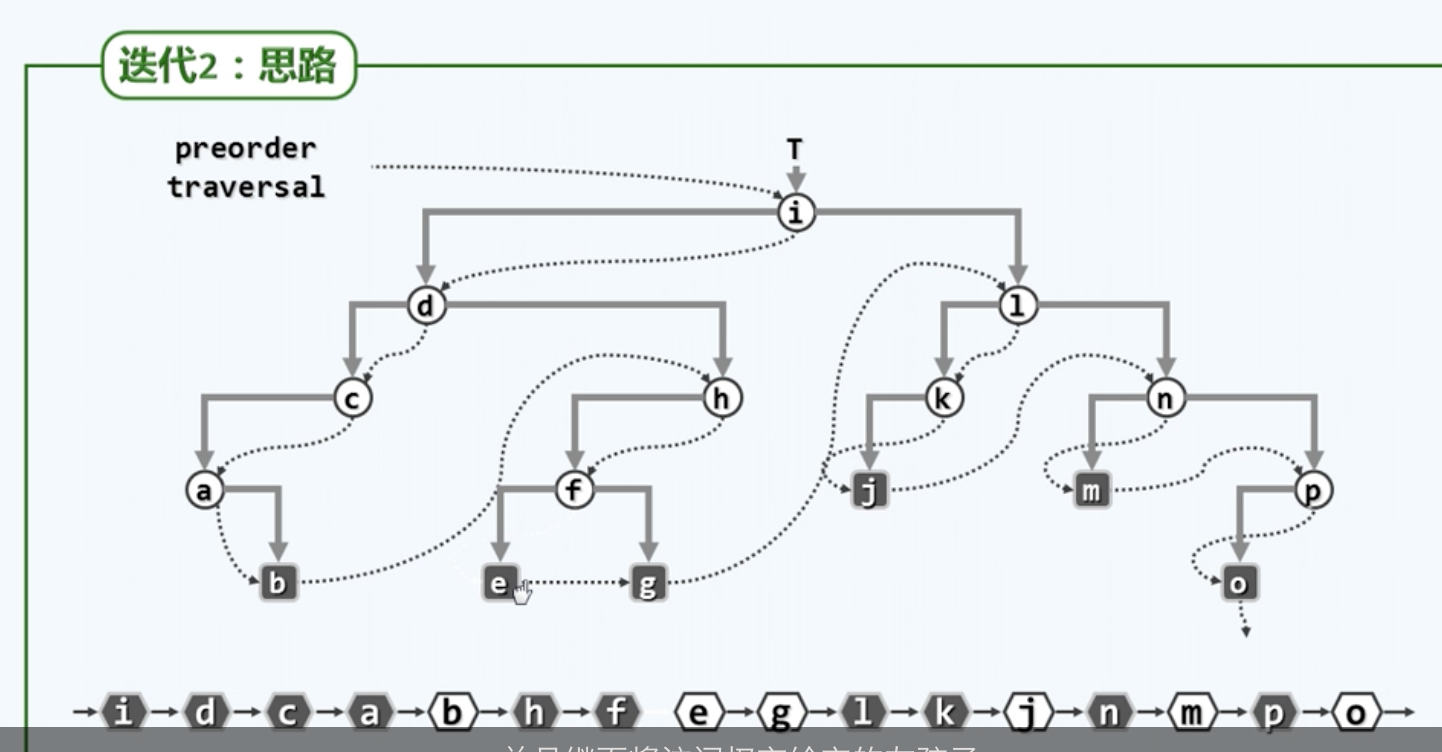 迭代2：思路
preorder
traversal
T
i
d
l
c
h
k
n
a
f
j
m
p
b
e
g
o
i d c a b h f e g l k j n m p o